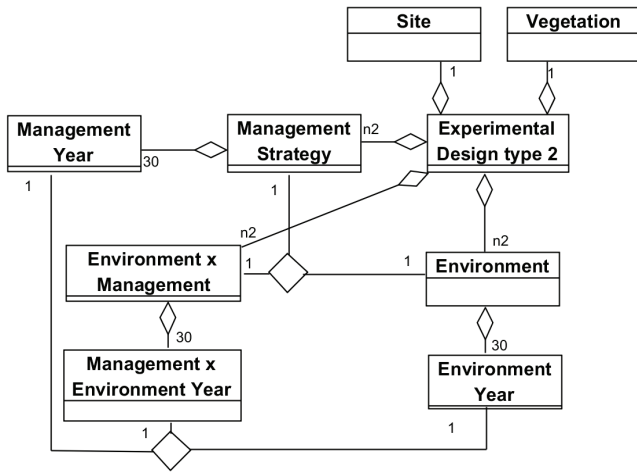 Site
Vegetation
1
1
Management
Year
Management
Strategy
Experimental
Design type 2
30
n2
1
1
n2
n2
Environment x
Management
1
1
Environment
30
30
Management x
Environment Year
Environment
Year
1
1